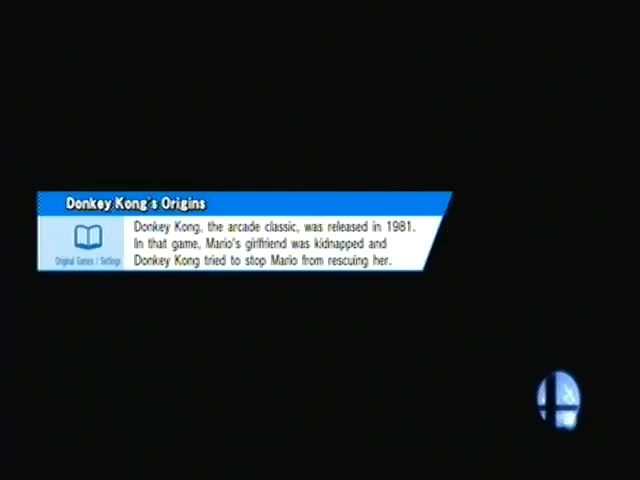 Donkey Kong's Origins
Donkey Kong, the arcade classic, was released in 1981.
In that game, Mario's girlfriend was kidnapped and
Donkey Kong tried to stop Mario from rescuing her.
Original Games / Settings